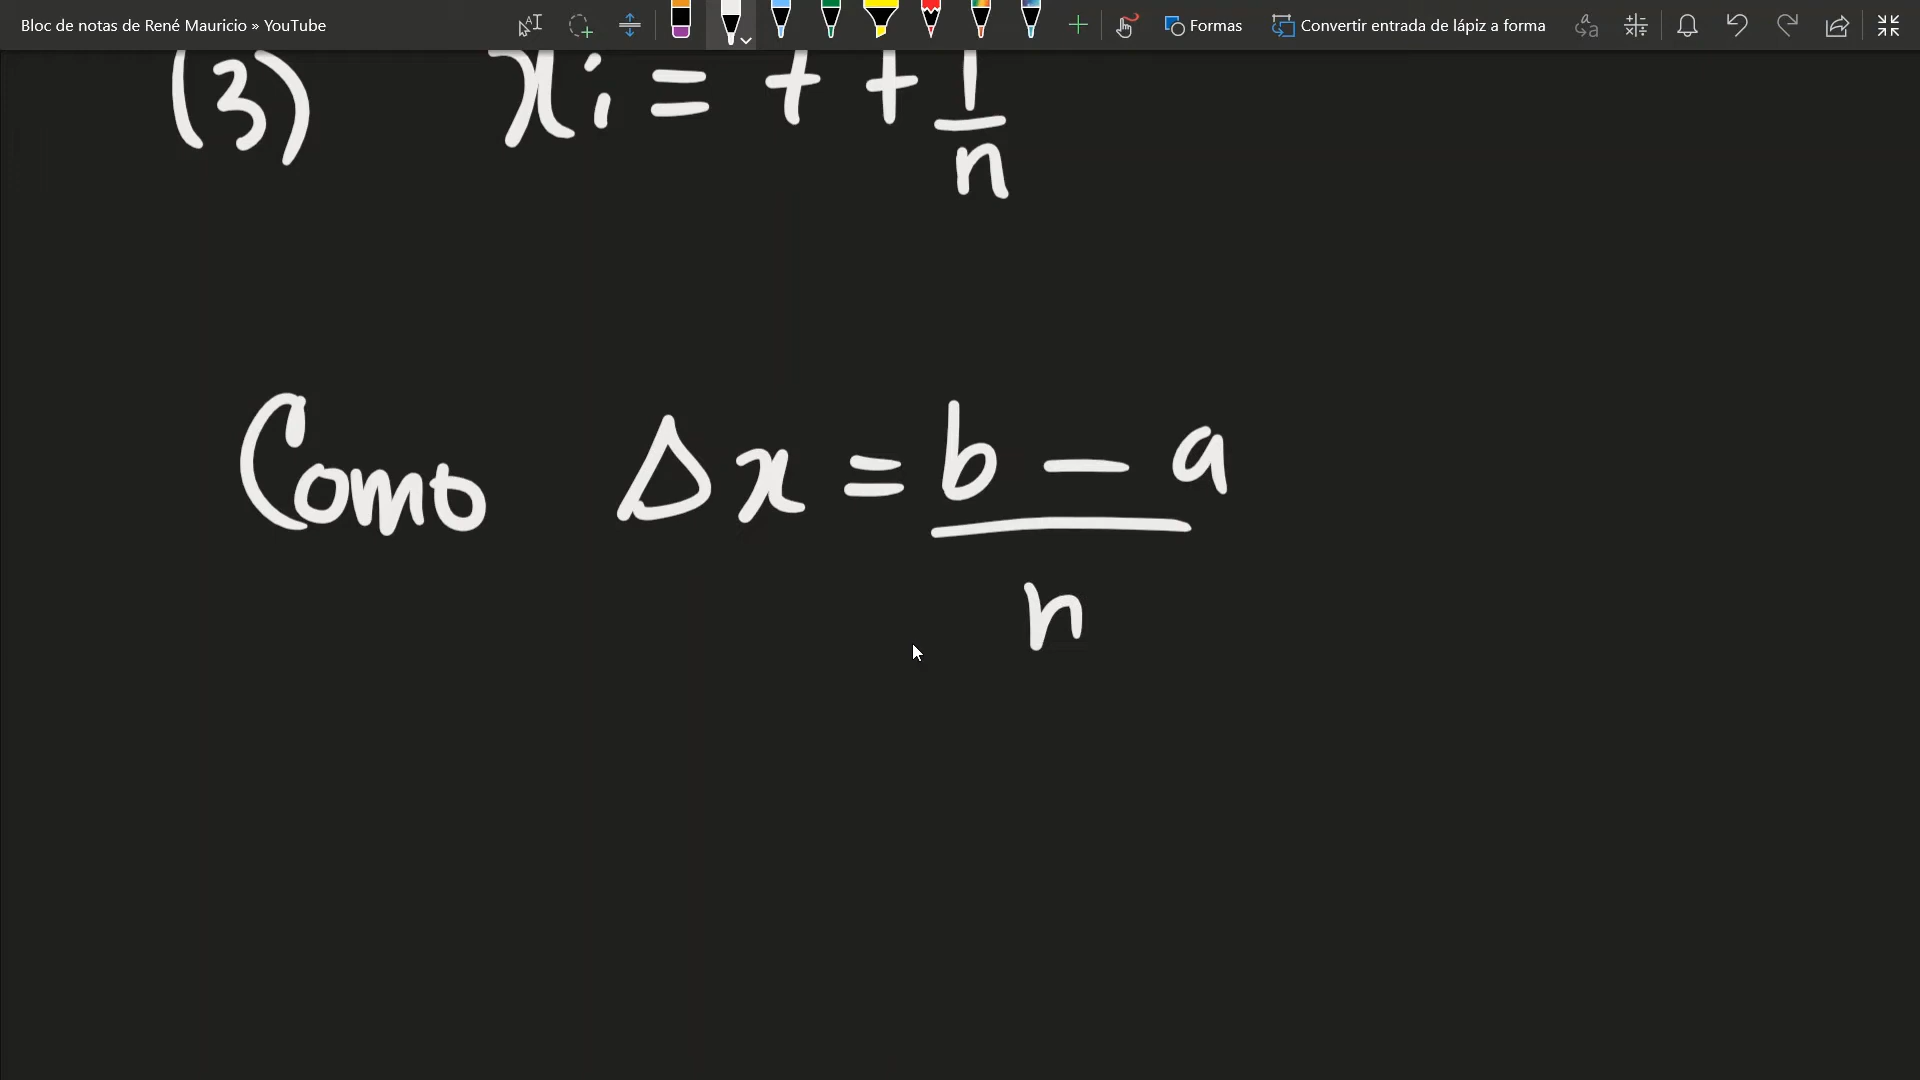 Bloc de notas de René Mauricio » YouTube Formas Convertir entrada de lápiz a forma
(3) xi = t + 1/n
Como Δx = b - a
n